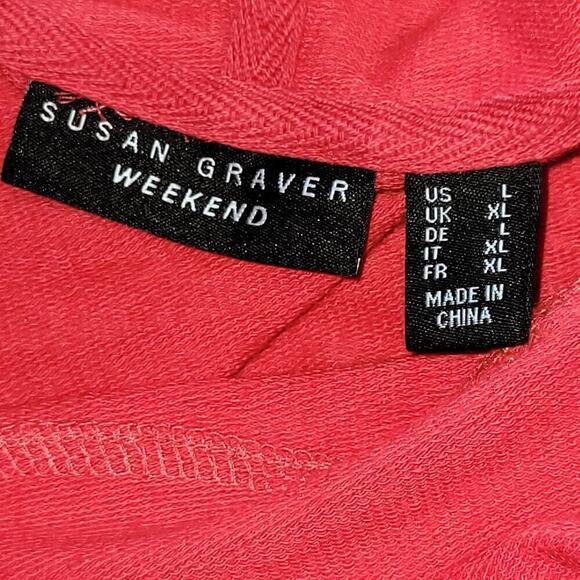 SUSAN GRAVER
WEEKEND
US L
UK XL
DE L
IT XL
FR XL
MADE IN
CHINA